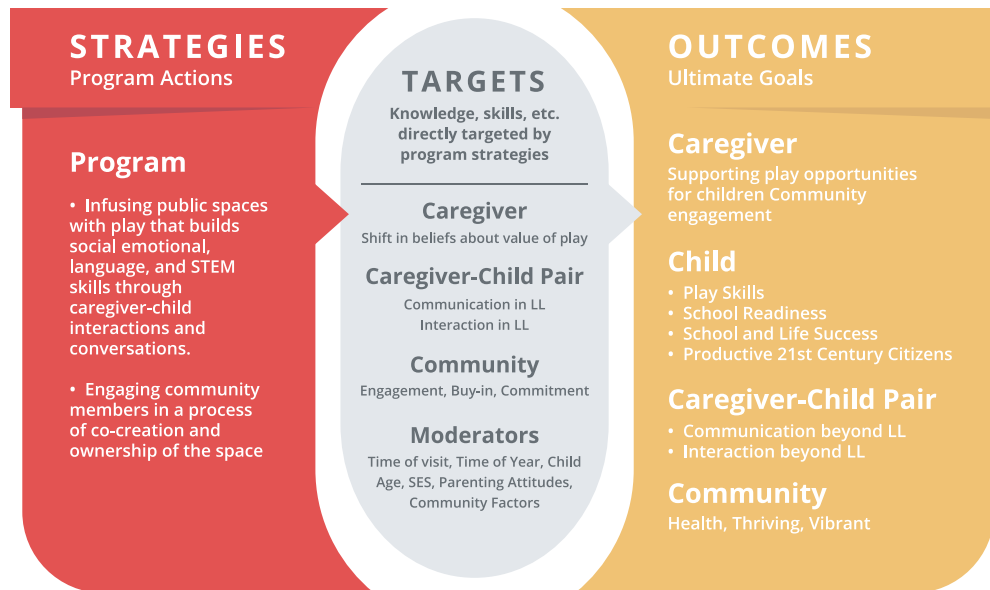 STRATEGIES
Program Actions
Program
• Infusing public spaces
with play that builds
social emotional,
language, and STEM
skills through
caregiver-child
interactions and
conversations.
• Engaging community
members in a process
of co-creation and
ownership of the space
TARGETS
Knowledge, skills, etc.
directly targeted by
program strategies
Caregiver
Shift in beliefs about value of play
Caregiver-Child Pair
Communication in LL
Interaction in LL
Community
Engagement, Buy-in, Commitment
Moderators
Time of visit, Time of Year, Child
Age, SES, Parenting Attitudes,
Community Factors
OUTCOMES
Ultimate Goals
Caregiver
Supporting play opportunities
for children Community
engagement
Child
• Play Skills
• School Readiness
• School and Life Success
• Productive 21st Century Citizens
Caregiver-Child Pair
• Communication beyond LL
• Interaction beyond LL
Community
Health, Thriving, Vibrant